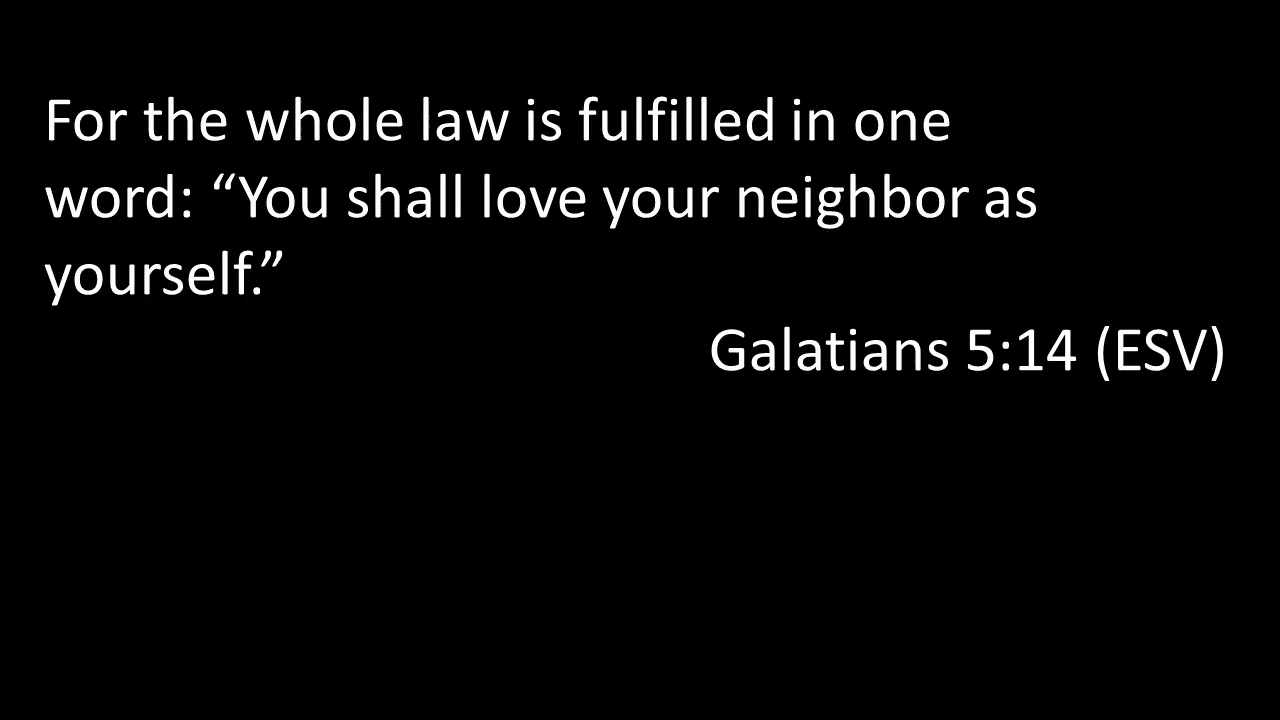 For the whole law is fulfilled in one
word: “You shall love your neighbor as
yourself.”
Galatians 5:14 (ESV)